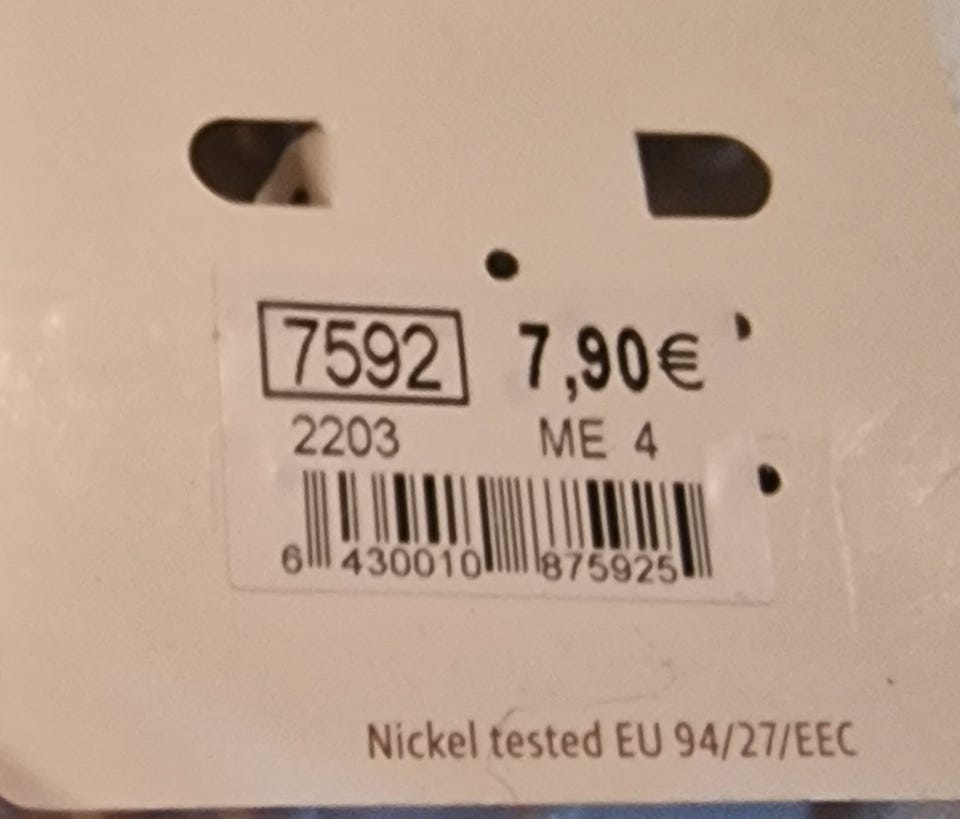 7592 7,90€
2203 ME 4
6 430010 875925
Nickel tested EU 94/27/EEC